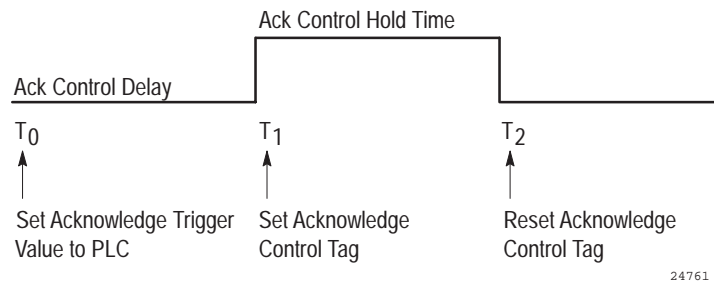 Ack Control Hold Time
Ack Control Delay
T0
T1
T2
Set Acknowledge Trigger
Value to PLC
Set Acknowledge
Control Tag
Reset Acknowledge
Control Tag
24761